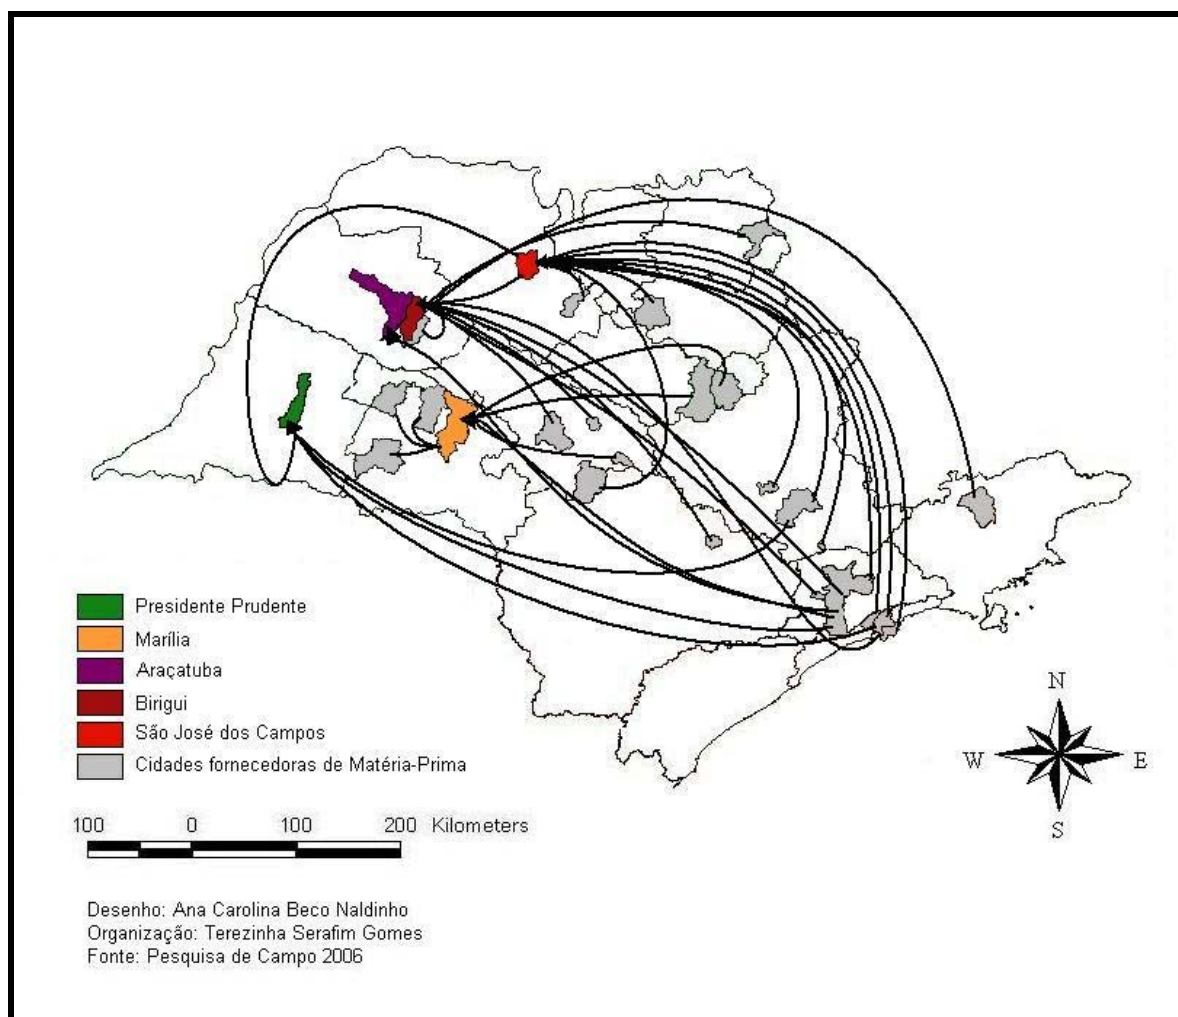 Presidente Prudente
Marília
Araçatuba
Birigui
São José dos Campos
Cidades fornecedoras de Matéria-Prima
N
W
E
S
100 0 100 200 Kilometers
Desenho: Ana Carolina Beco Naldinho
Organização: Terezinha Serafim Gomes
Fonte: Pesquisa de Campo 2006